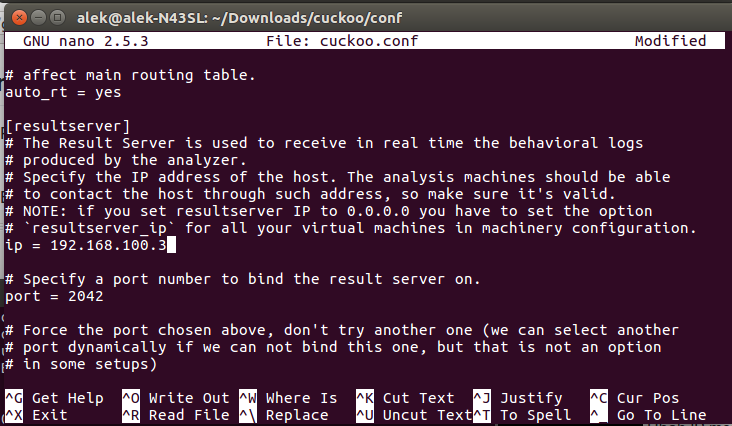 alek@alek-N43SL: ~/Downloads/cuckoo/conf
GNU nano 2.5.3 File: cuckoo.conf Modified
# affect main routing table.
auto_rt = yes
[resultserver]
# The Result Server is used to receive in real time the behavioral logs
# produced by the analyzer.
# Specify the IP address of the host. The analysis machines should be able
# to contact the host through such address, so make sure it's valid.
# NOTE: if you set resultserver IP to 0.0.0.0 you have to set the option
# `resultserver_ip` for all your virtual machines in machinery configuration.
ip = 192.168.100.3
# Specify a port number to bind the result server on.
port = 2042
# Force the port chosen above, don't try another one (we can select another
# port dynamically if we can not bind this one, but that is not an option
# in some setups)
^G Get Help ^O Write Out ^W Where Is ^K Cut Text ^J Justify ^C Cur Pos
^X Exit ^R Read File ^\ Replace ^U Uncut Text ^T To Spell ^_ Go To Line